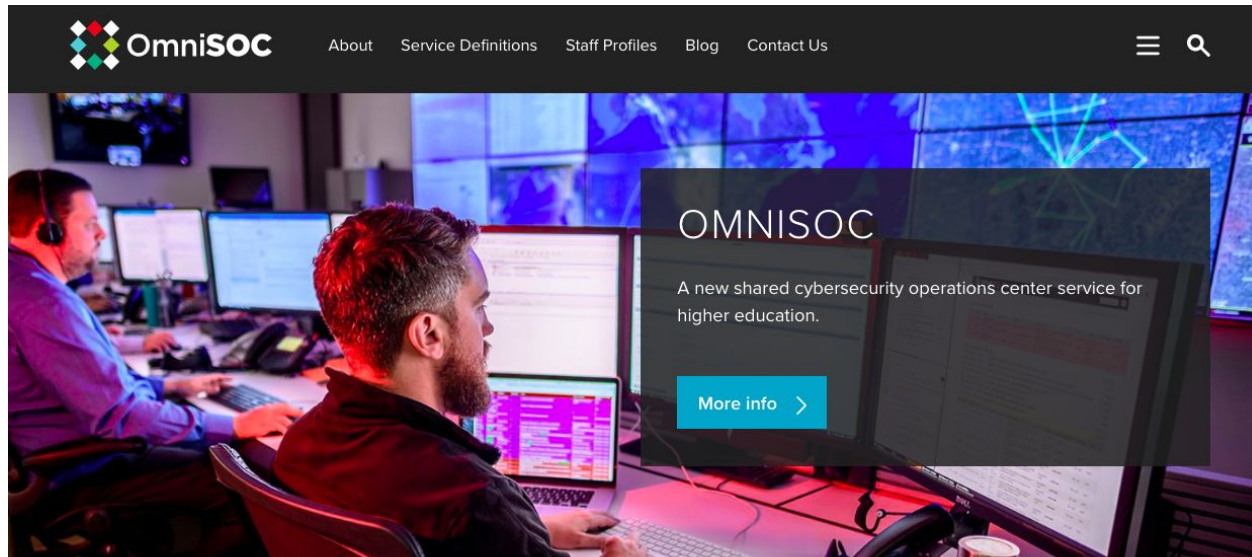 OmniSOC
About
Service Definitions
Staff Profiles
Blog
Contact Us
OMNISOC
A new shared cybersecurity operations center service for
higher education.
More info
DELL